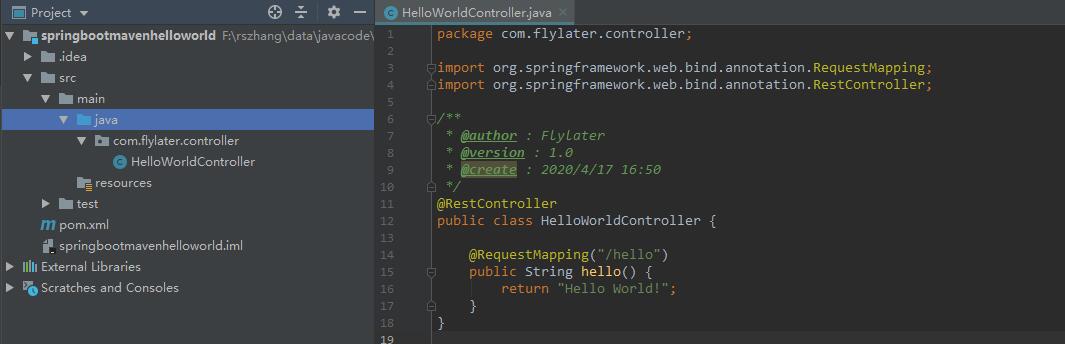 Project
springbootmavenhelloworld F:\rszhang\data\javacode\
.idea
src
main
java
com.flylater.controller
HelloWorldController
resources
test
pom.xml
springbootmavenhelloworld.iml
External Libraries
Scratches and Consoles
HelloWorldController.java
1 package com.flylater.controller;
2
3 import org.springframework.web.bind.annotation.RequestMapping;
4 import org.springframework.web.bind.annotation.RestController;
5
6 /**
7 * @author : Flylater
8 * @version : 1.0
9 * @create : 2020/4/17 16:50
10 */
11 @RestController
12 public class HelloWorldController {
13
14 @RequestMapping("/hello")
15 public String hello() {
16 return "Hello World!";
17 }
18 }
19